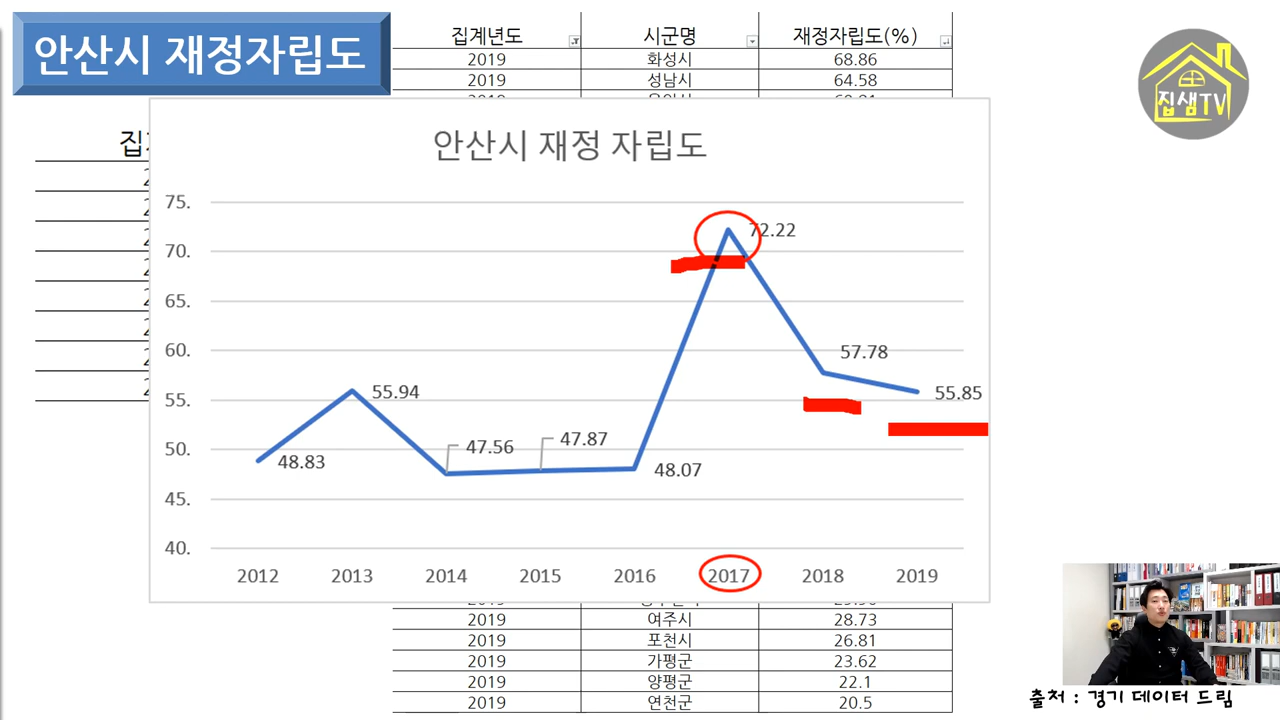 안산시 재정자립도
집계년도 시군명 재정자립도(%)
2019 화성시 68.86
2019 성남시 64.58
집샘TV
안산시 재정 자립도
75.
70.
65.
60.
55.
50.
45.
40.
48.83
55.94
47.56
47.87
48.07
72.22
57.78
55.85
2012 2013 2014 2015 2016 2017 2018 2019
2019 여주시 28.73
2019 포천시 26.81
2019 가평군 23.62
2019 양평군 22.1
2019 연천군 20.5
출처 : 경기 데이터 드림